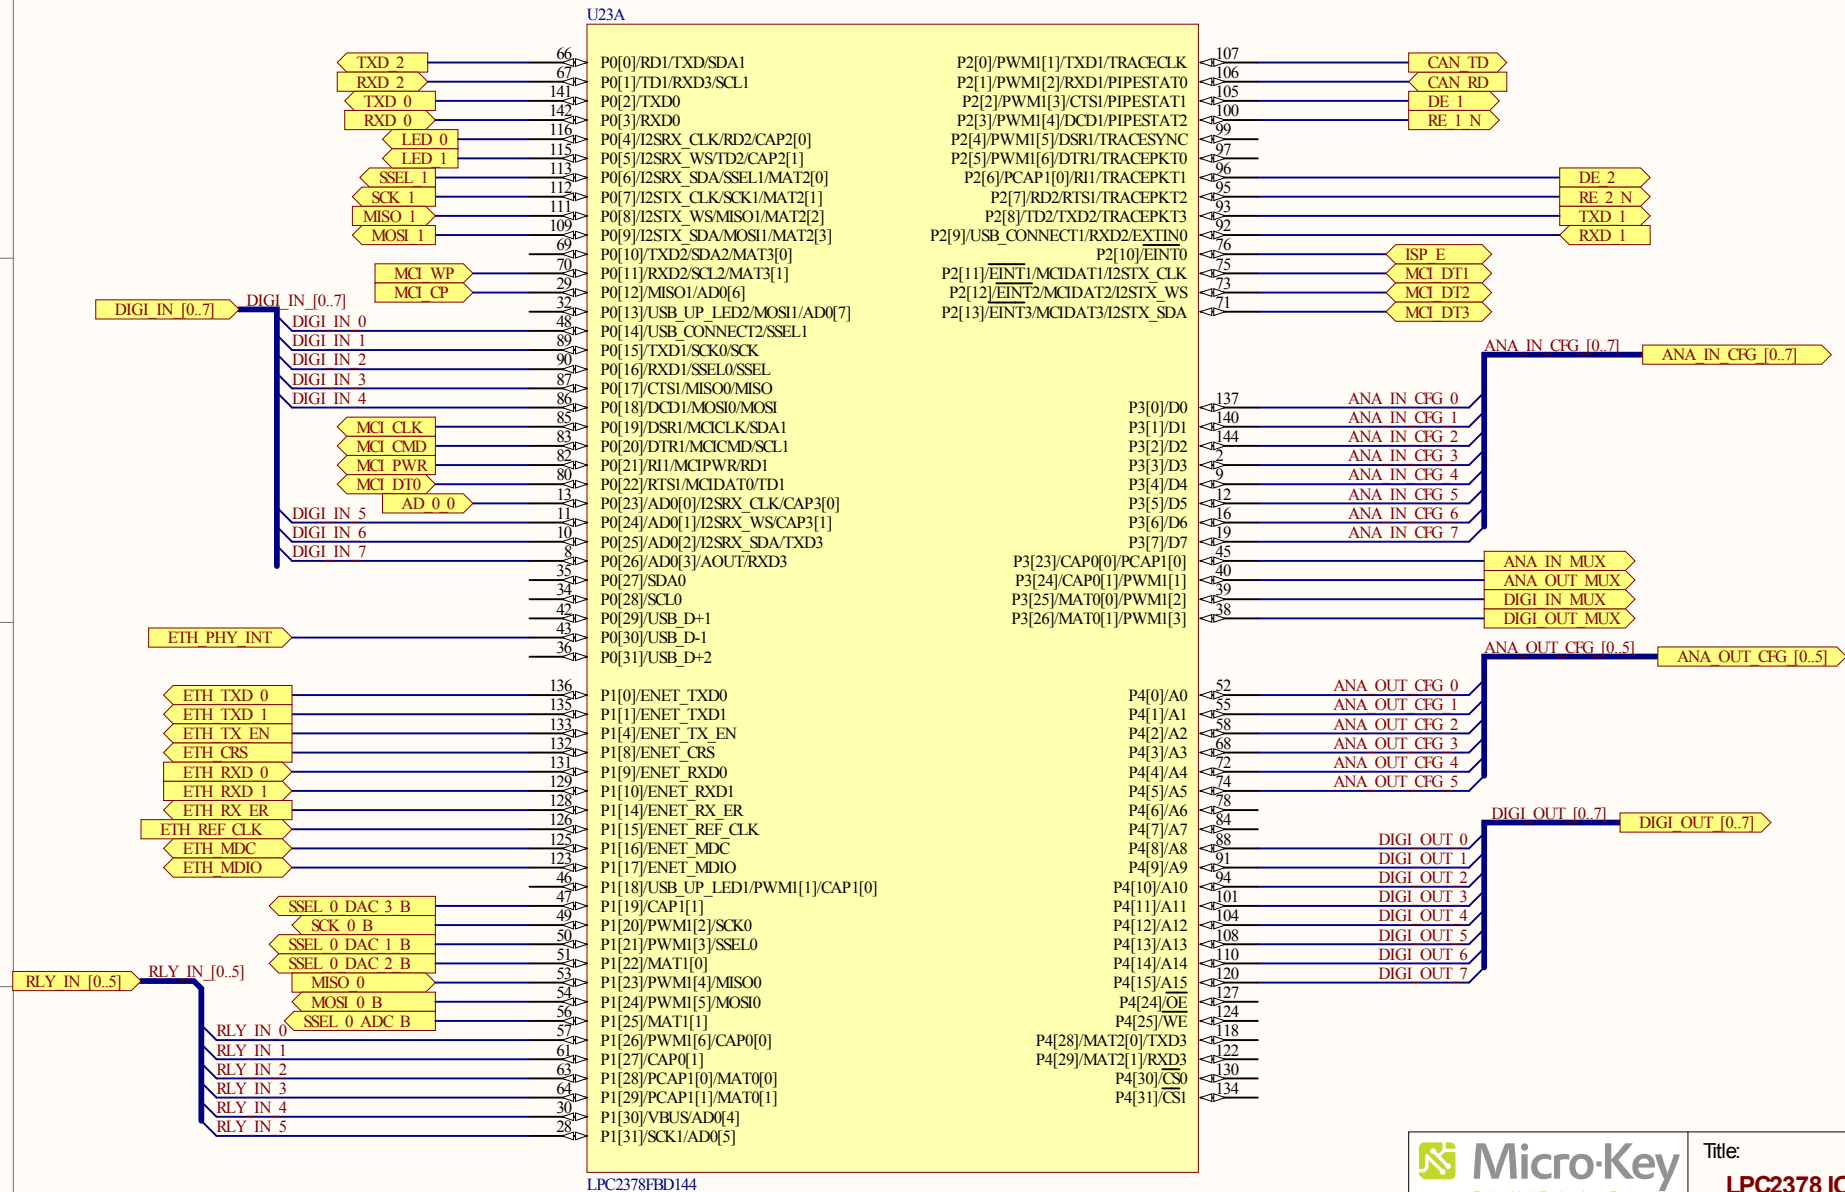 U23A
TXD_2 66 P0[0]/RD1/TXD/SDA1
RXD_2 67 P0[1]/TD1/RXD3/SCL1
TXD_0 141 P0[2]/TXD0
RXD_0 142 P0[3]/RXD0
LED_0 116 P0[4]/I2SRX_CLK/RD2/CAP2[0]
LED_1 115 P0[5]/I2SRX_WS/TD2/CAP2[1]
SSEL_1 113 P0[6]/I2SRX_SDA/SSEL1/MAT2[0]
SCK_1 112 P0[7]/I2STX_CLK/SCK1/MAT2[1]
MISO_1 111 P0[8]/I2STX_WS/MISO1/MAT2[2]
MOSI_1 109 P0[9]/I2STX_SDA/MOSI1/MAT2[3]
69 P0[10]/TXD2/SDA2/MAT3[0]
MCI_WP 70 P0[11]/RXD2/SCL2/MAT3[1]
MCI_CP 29 P0[12]/MISO1/AD0[6]
DIGI_IN_[0..7] DIGI_IN_[0..7] 32 P0[13]/USB_UP_LED2/MOSI1/AD0[7]
DIGI_IN_0 48 P0[14]/USB_CONNECT2/SSEL1
DIGI_IN_1 89 P0[15]/TXD1/SCK0/SCK
DIGI_IN_2 90 P0[16]/RXD1/SSEL0/SSEL
DIGI_IN_3 87 P0[17]/CTS1/MISO0/MISO
DIGI_IN_4 86 P0[18]/DCD1/MOSI0/MOSI
MCI_CLK 85 P0[19]/DSR1/MCICLK/SDA1
MCI_CMD 83 P0[20]/DTR1/MCICMD/SCL1
MCI_PWR 82 P0[21]/RI1/MCIPWR/RD1
MCI_DT0 80 P0[22]/RTS1/MCIDAT0/TD1
AD_0_0 13 P0[23]/AD0[0]/I2SRX_CLK/CAP3[0]
DIGI_IN_5 11 P0[24]/AD0[1]/I2SRX_WS/CAP3[1]
DIGI_IN_6 10 P0[25]/AD0[2]/I2SRX_SDA/TXD3
DIGI_IN_7 8 P0[26]/AD0[3]/AOUT/RXD3
35 P0[27]/SDA0
34 P0[28]/SCL0
42 P0[29]/USB_D+1
ETH_PHY_INT 43 P0[30]/USB_D-1
36 P0[31]/USB_D+2
ETH_TXD_0 136 P1[0]/ENET_TXD0
ETH_TXD_1 135 P1[1]/ENET_TXD1
ETH_TX_EN 133 P1[4]/ENET_TX_EN
ETH_CRS 132 P1[8]/ENET_CRS
ETH_RXD_0 131 P1[9]/ENET_RXD0
ETH_RXD_1 129 P1[10]/ENET_RXD1
ETH_RX_ER 128 P1[14]/ENET_RX_ER
ETH_REF_CLK 126 P1[15]/ENET_REF_CLK
ETH_MDC 125 P1[16]/ENET_MDC
ETH_MDIO 123 P1[17]/ENET_MDIO
46 P1[18]/USB_UP_LED1/PWM1[1]/CAP1[0]
SSEL_0_DAC_3_B 47 P1[19]/CAP1[1]
SCK_0_B 49 P1[20]/PWM1[2]/SCK0
SSEL_0_DAC_1_B 50 P1[21]/PWM1[3]/SSEL0
SSEL_0_DAC_2_B 51 P1[22]/MAT1[0]
RLY_IN_[0..5] RLY_IN_[0..5] MISO_0 53 P1[23]/PWM1[4]/MISO0
MOSI_0_B 54 P1[24]/PWM1[5]/MOSI0
SSEL_0_ADC_B 56 P1[25]/MAT1[1]
RLY_IN_0 57 P1[26]/PWM1[6]/CAP0[0]
RLY_IN_1 61 P1[27]/CAP0[1]
RLY_IN_2 63 P1[28]/PCAP1[0]/MAT0[0]
RLY_IN_3 64 P1[29]/PCAP1[1]/MAT0[1]
RLY_IN_4 30 P1[30]/VBUS/AD0[4]
RLY_IN_5 28 P1[31]/SCK1/AD0[5]
P2[0]/PWM1[1]/TXD1/TRACECLK 107 CAN_TD
P2[1]/PWM1[2]/RXD1/PIPESTAT0 106 CAN_RD
P2[2]/PWM1[3]/CTS1/PIPESTAT1 105 DE_1
P2[3]/PWM1[4]/DCD1/PIPESTAT2 100 RE_1_N
P2[4]/PWM1[5]/DSR1/TRACESYNC 99
P2[5]/PWM1[6]/DTR1/TRACEPKT0 97
P2[6]/PCAP1[0]/RI1/TRACEPKT1 96 DE_2
P2[7]/RD2/RTS1/TRACEPKT2 95 RE_2_N
P2[8]/TD2/TXD2/TRACEPKT3 93 TXD_1
P2[9]/USB_CONNECT1/RXD2/EXTIN0 92 RXD_1
P2[10]/EINT0 76 ISP_E
P2[11]/EINT1/MCIDAT1/I2STX_CLK 75 MCI_DT1
P2[12]/EINT2/MCIDAT2/I2STX_WS 73 MCI_DT2
P2[13]/EINT3/MCIDAT3/I2STX_SDA 71 MCI_DT3
ANA_IN_CFG_[0..7] ANA_IN_CFG_[0..7]
P3[0]/D0 137 ANA_IN_CFG_0
P3[1]/D1 140 ANA_IN_CFG_1
P3[2]/D2 144 ANA_IN_CFG_2
P3[3]/D3 2 ANA_IN_CFG_3
P3[4]/D4 9 ANA_IN_CFG_4
P3[5]/D5 12 ANA_IN_CFG_5
P3[6]/D6 16 ANA_IN_CFG_6
P3[7]/D7 19 ANA_IN_CFG_7
P3[23]/CAP0[0]/PCAP1[0] 45 ANA_IN_MUX
P3[24]/CAP0[1]/PWM1[1] 40 ANA_OUT_MUX
P3[25]/MAT0[0]/PWM1[2] 39 DIGI_IN_MUX
P3[26]/MAT0[1]/PWM1[3] 38 DIGI_OUT_MUX
ANA_OUT_CFG_[0..5] ANA_OUT_CFG_[0..5]
P4[0]/A0 52 ANA_OUT_CFG_0
P4[1]/A1 55 ANA_OUT_CFG_1
P4[2]/A2 58 ANA_OUT_CFG_2
P4[3]/A3 68 ANA_OUT_CFG_3
P4[4]/A4 72 ANA_OUT_CFG_4
P4[5]/A5 74 ANA_OUT_CFG_5
P4[6]/A6 78
DIGI_OUT_[0..7] DIGI_OUT_[0..7]
P4[7]/A7 84
P4[8]/A8 88 DIGI_OUT_0
P4[9]/A9 91 DIGI_OUT_1
P4[10]/A10 94 DIGI_OUT_2
P4[11]/A11 101 DIGI_OUT_3
P4[12]/A12 104 DIGI_OUT_4
P4[13]/A13 108 DIGI_OUT_5
P4[14]/A14 110 DIGI_OUT_6
P4[15]/A15 120 DIGI_OUT_7
P4[24]/OE 127
P4[25]/WE 124
P4[28]/MAT2[0]/TXD3 118
P4[29]/MAT2[1]/RXD3 122
P4[30]/CS0 130
P4[31]/CS1 134
LPC2378FBD144
Micro·Key
Title:
LPC2378 IO